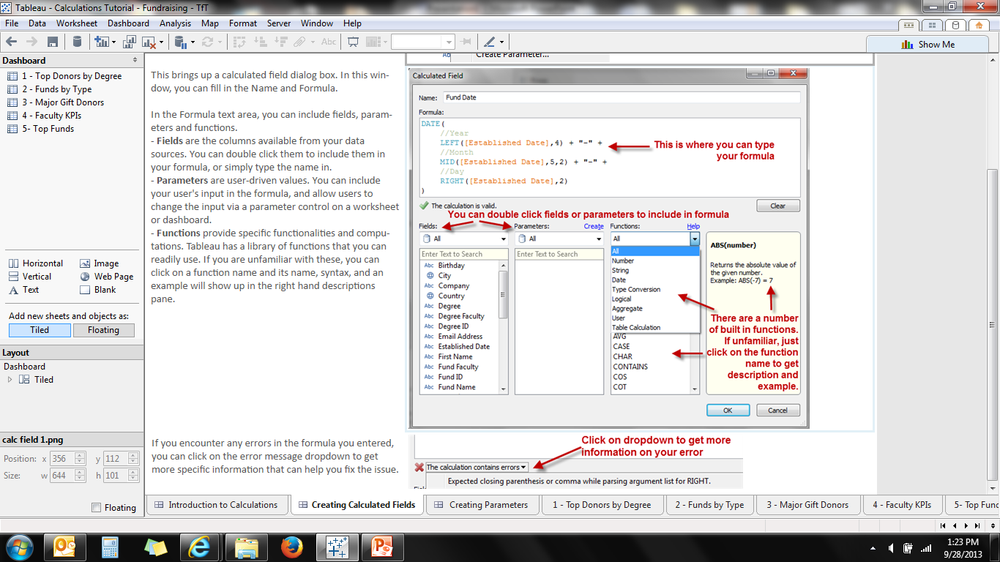 Tableau - Calculations Tutorial - Fundraising - TfT
File Data Worksheet Dashboard Analysis Map Format Server Window Help
Abc
Show Me
Dashboard
1 - Top Donors by Degree
2 - Funds by Type
3 - Major Gift Donors
4 - Faculty KPIs
5- Top Funds
Horizontal Image
Vertical Web Page
Text Blank
Add new sheets and objects as:
Tiled Floating
Layout
Dashboard
Tiled
calc field 1.png
Position: x 356 y 112
Size: w 644 h 101
Floating
This brings up a calculated field dialog box. In this win-
dow, you can fill in the Name and Formula.
In the Formula text area, you can include fields, param-
eters and functions.
- Fields are the columns available from your data
sources. You can double click them to include them in
your formula, or simply type the name in.
- Parameters are user-driven values. You can include
your user's input in the formula, and allow users to
change the input via a parameter control on a worksheet
or dashboard.
- Functions provide specific functionalities and compu-
tations. Tableau has a library of functions that you can
readily use. If you are unfamiliar with these, you can
click on a function name and its name, syntax, and an
example will show up in the right hand descriptions
pane.
Create Parameter...
Calculated Field
Name: Fund Date
Formula:
DATE(
//Year
LEFT([Established Date],4) + "-" +
//Month
MID([Established Date],5,2) + "-" +
//Day
RIGHT([Established Date],2)
)
This is where you can type
your formula
The calculation is valid.
Clear
You can double click fields or parameters to include in formula
Fields: Parameters: Create Functions: Help
All All All
Enter Text to Search Enter Text to Search
Abc Birthday
City
Abc Company
Country
Abc Degree
Abc Degree Faculty
Abc Degree ID
Abc Email Address
Abc Established Date
Abc First Name
Abc Fund Faculty
Abc Fund ID
Abc Fund Name
All
Number
String
Date
Type Conversion
Logical
Aggregate
User
Table Calculation
AVG
CASE
CHAR
CONTAINS
COS
COT
ABS(number)
Returns the absolute value of
the given number.
Example: ABS(-7) = 7
There are a number
of built in functions.
If unfamiliar, just
click on the function
name to get
description and
example.
OK Cancel
If you encounter any errors in the formula you entered,
you can click on the error message dropdown to get
more specific information that can help you fix the issue.
Click on dropdown to get more
information on your error
The calculation contains errors
Expected closing parenthesis or comma while parsing argument list for RIGHT.
Introduction to Calculations Creating Calculated Fields Creating Parameters 1 - Top Donors by Degree 2 - Funds by Type 3 - Major Gift Donors 4 - Faculty KPIs 5- Top Func
1:23 PM
9/28/2013